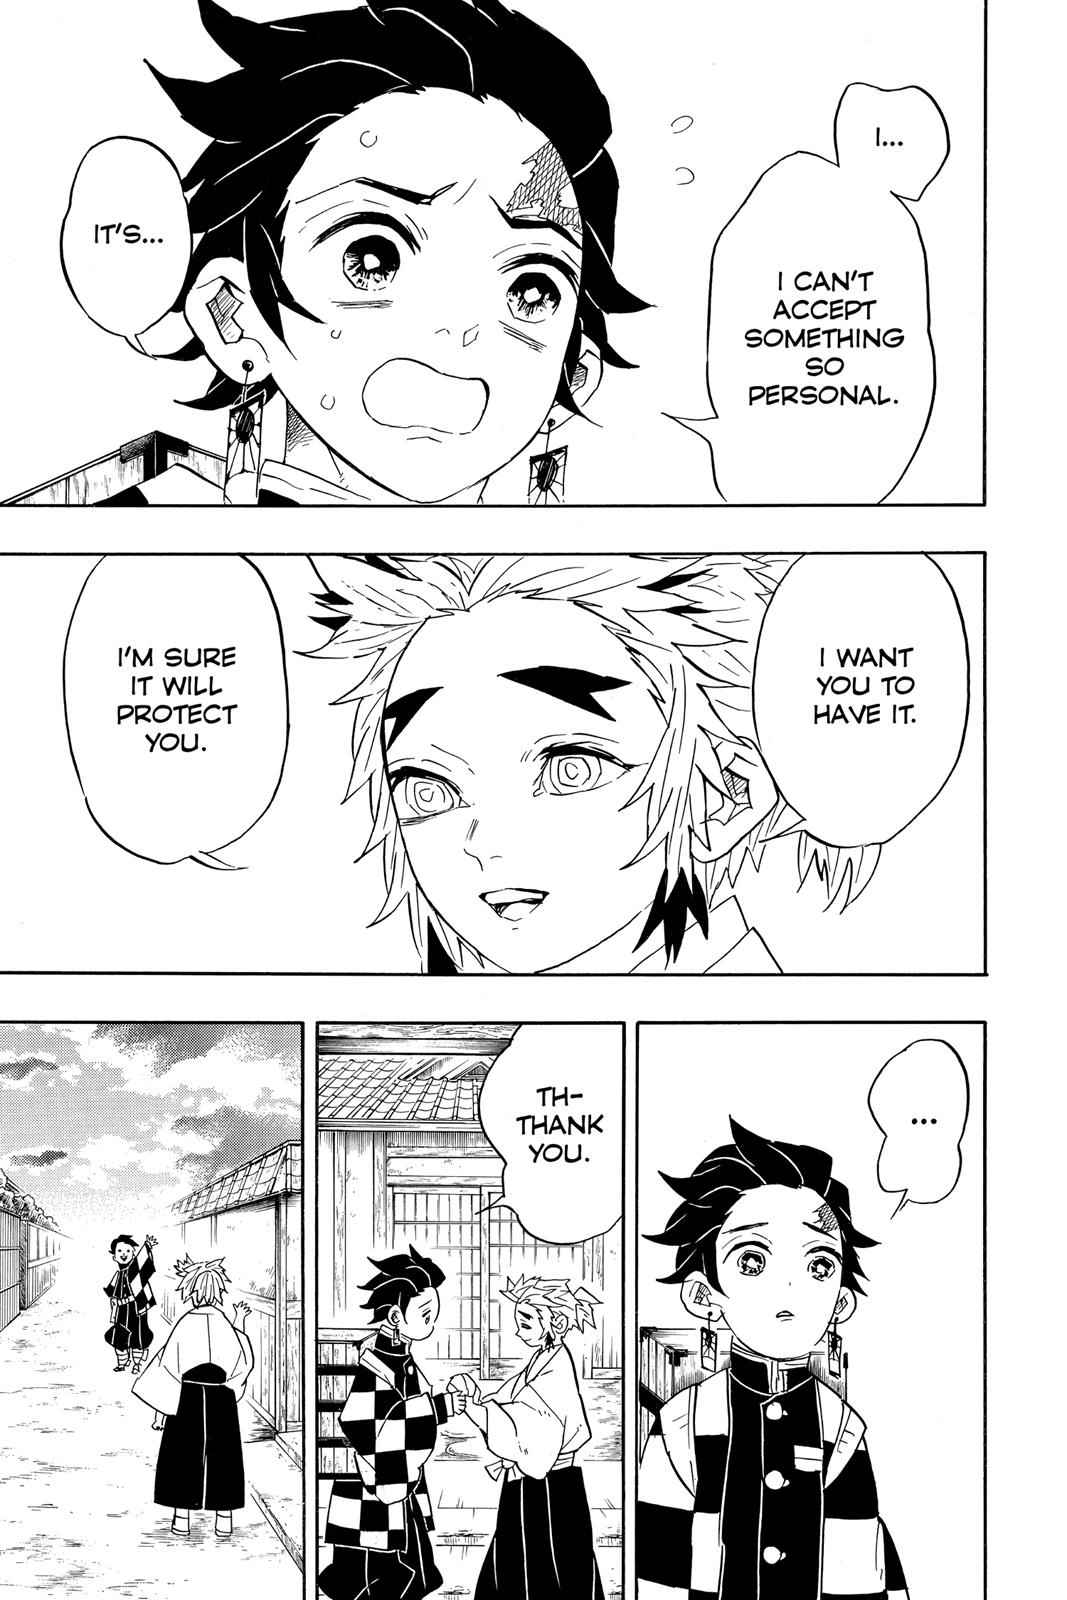 I...
I CAN'T
ACCEPT
SOMETHING
SO
PERSONAL.
IT'S...
I WANT
YOU TO
HAVE IT.
I'M SURE
IT WILL
PROTECT
YOU.
...
TH-
THANK
YOU.